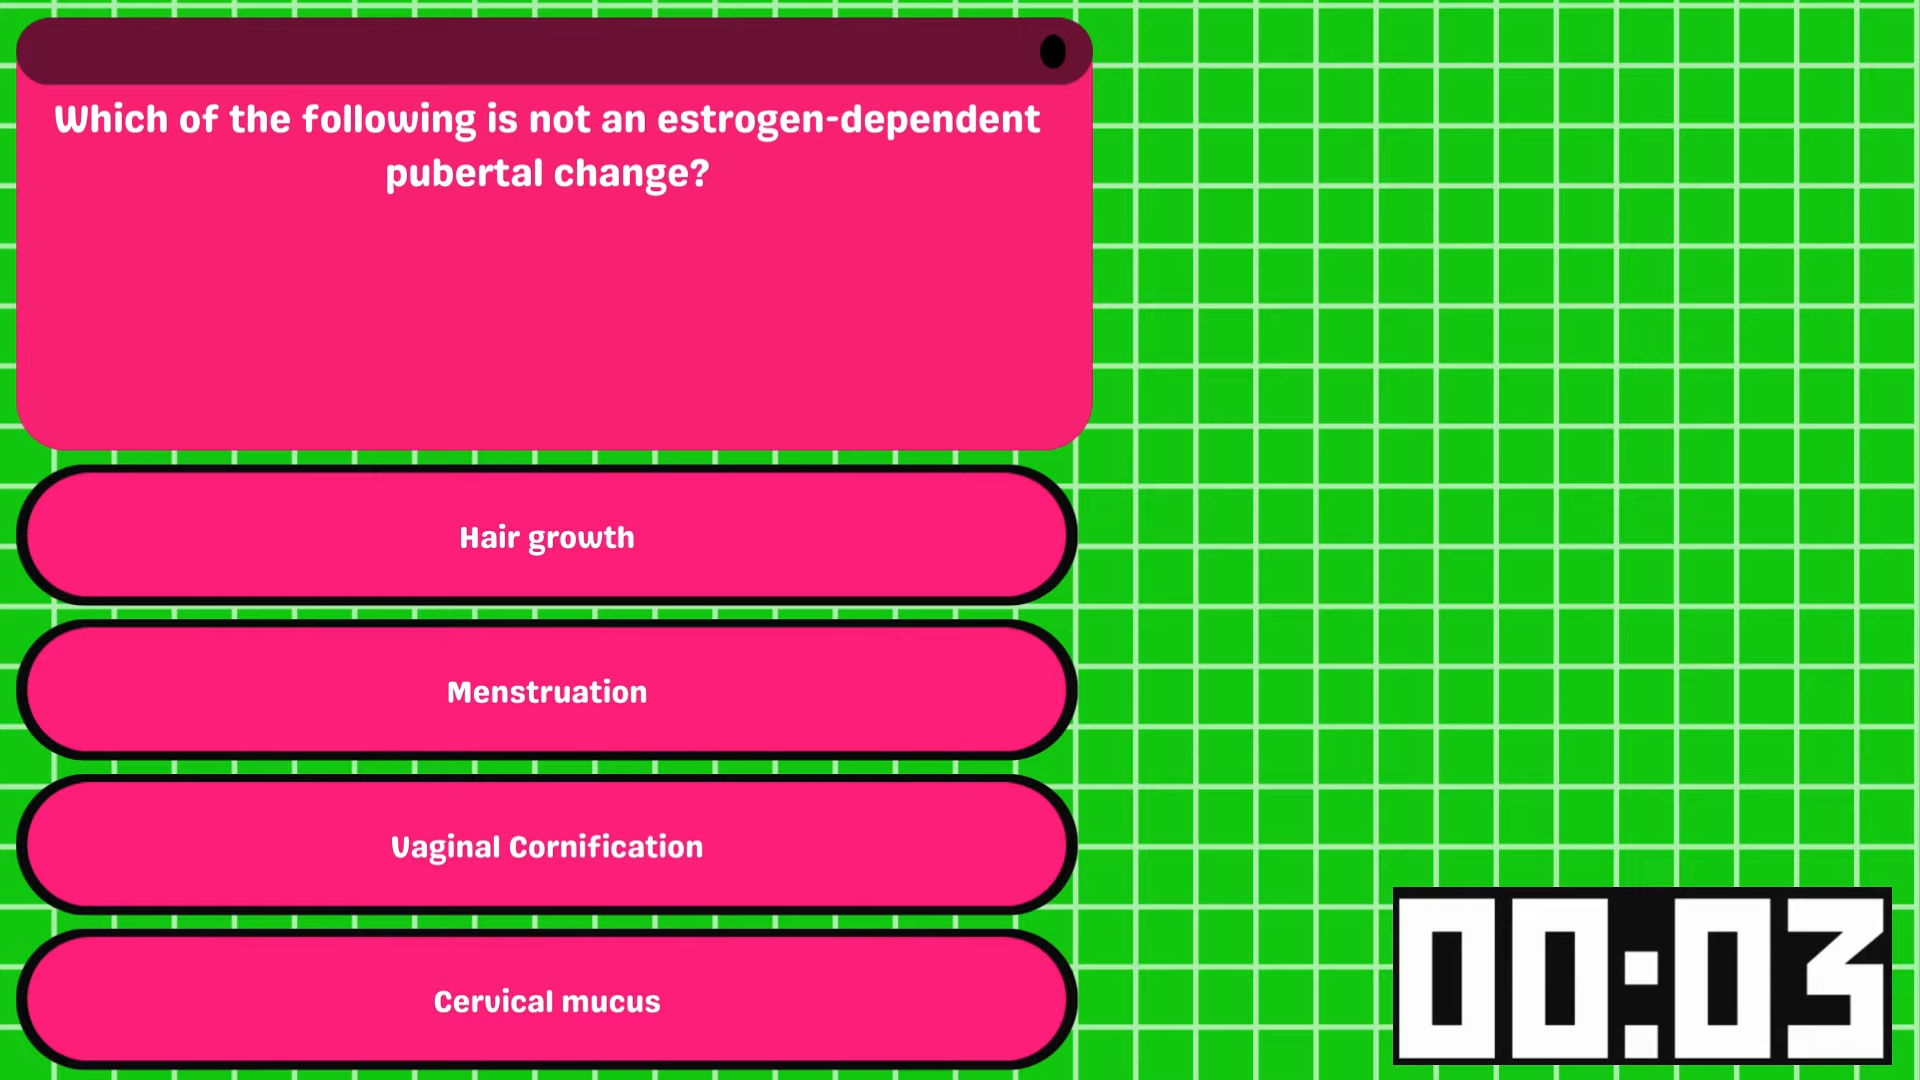 Which of the following is not an estrogen-dependent
pubertal change?
Hair growth
Menstruation
Vaginal Cornification
Cervical mucus
00:03